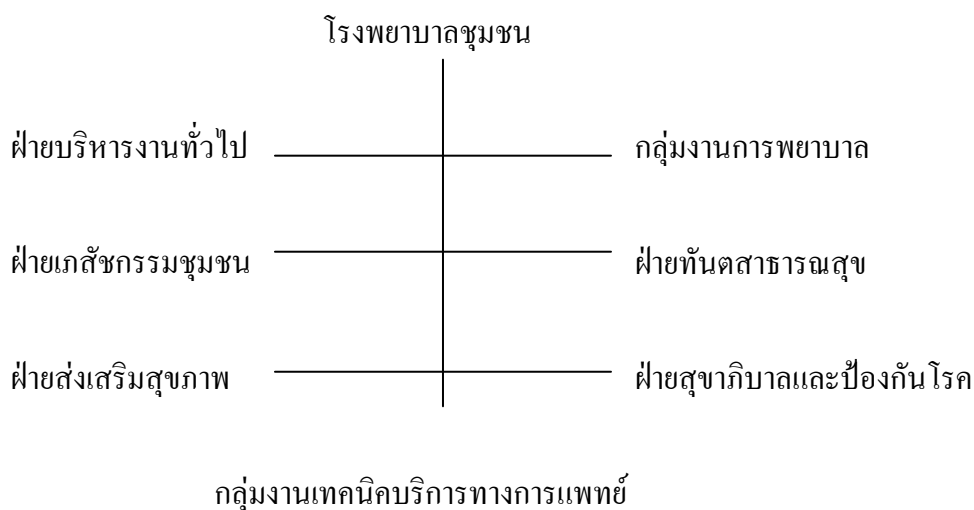 โรงพยาบาลชุมชน
ฝ่ายบริหารงานทั่วไป กลุ่มงานการพยาบาล
ฝ่ายเภสัชกรรมชุมชน ฝ่ายทันตสาธารณสุข
ฝ่ายส่งเสริมสุขภาพ ฝ่ายสุขาภิบาลและป้องกันโรค
กลุ่มงานเทคนิคบริการทางการแพทย์